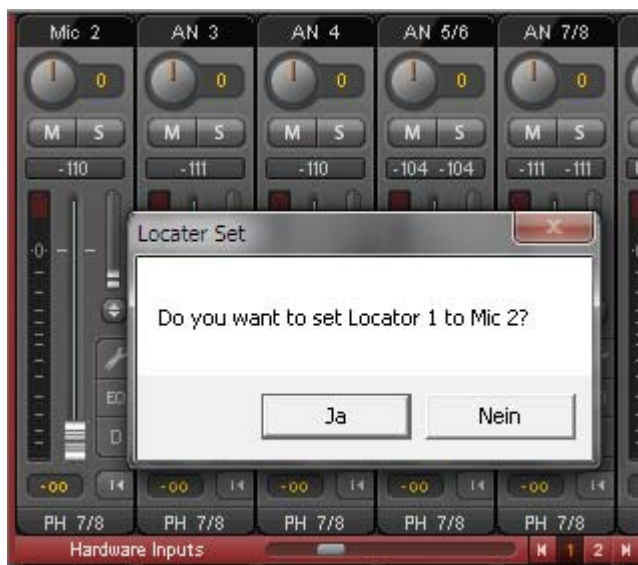 Mic 2 AN 3 AN 4 AN 5/6 AN 7/8
0 0 0 0 0
M S M S M S M S M S
-110 -111 -110 -104 -104 -111 -111
Locater Set
-0-
Do you want to set Locator 1 to Mic 2?
EQ
D
Ja Nein
-oo -oo -oo -oo -oo
PH 7/8 PH 7/8 PH 7/8 PH 7/8 PH 7/8
Hardware Inputs 1 2